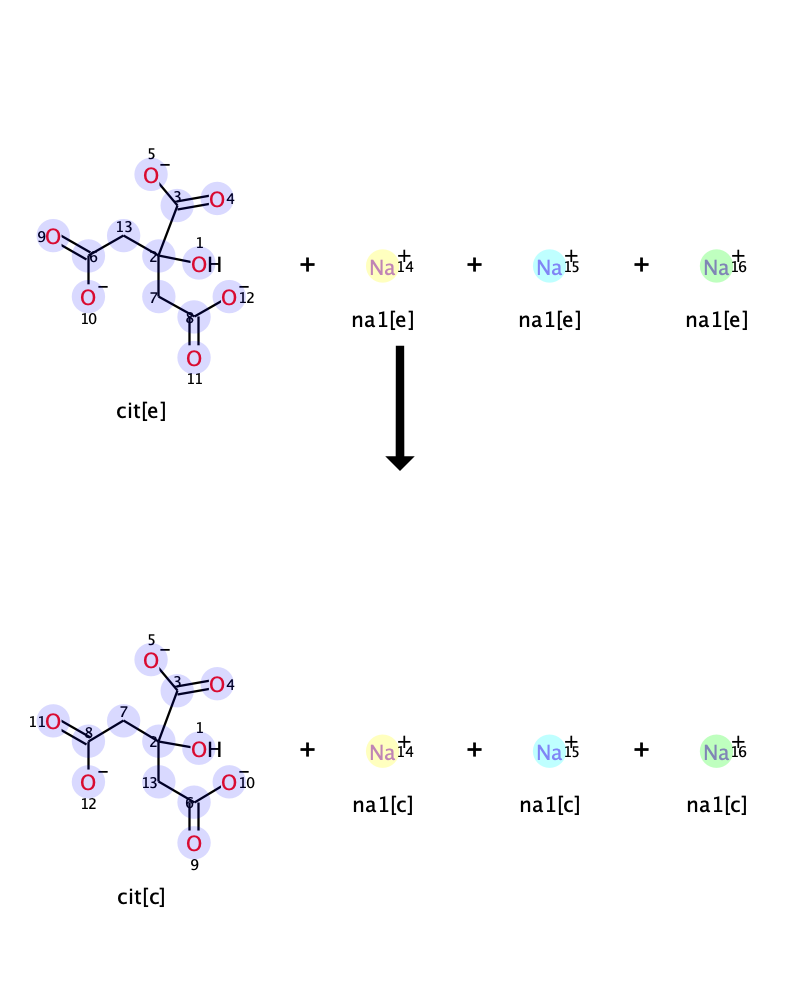 5
O−
3
O4
13
1
9O
6
2
OH
O−
7
O−12
8
10
O
11
+ Na+14 + Na+15 + Na+16
na1[e] na1[e] na1[e]
cit[e]
5
O−
3
O4
7
1
11O
8
2
OH
O−
13
O−10
6
12
O
9
+ Na+14 + Na+15 + Na+16
na1[c] na1[c] na1[c]
cit[c]